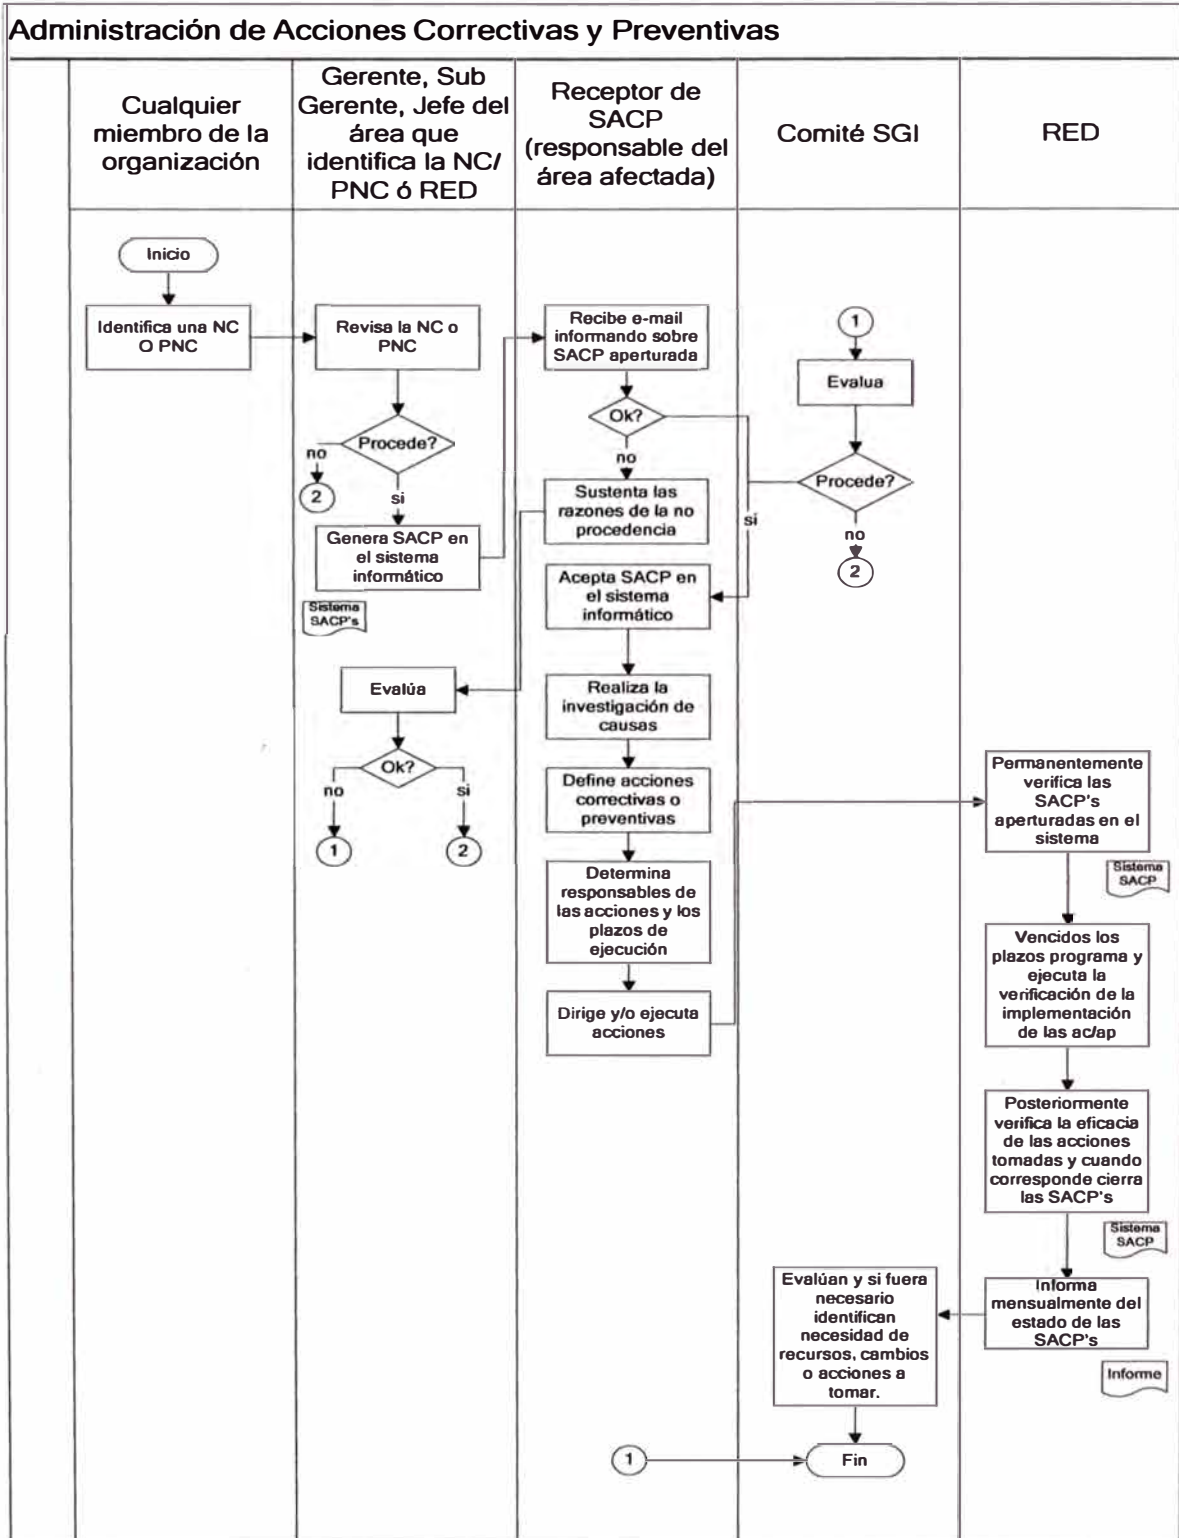 Administración de Acciones Correctivas y Preventivas
Cualquier
miembro de la
organización
Gerente, Sub
Gerente, Jefe del
área que
identifica la NC/
PNC ó RED
Receptor de
SACP
(responsable del
área afectada)
Comité SGI
RED
Inicio
Identifica una NC
O PNC
Revisa la NC o
PNC
Procede?
no
2
si
Genera SACP en
el sistema
informático
Sistema
SACP's
Evalúa
Ok?
no
si
1
2
Recibe e-mail
informando sobre
SACP aperturada
Ok?
no
Sustenta las
razones de la no
procedencia
Acepta SACP en
el sistema
informático
Realiza la
investigación de
causas
Define acciones
correctivas o
preventivas
Determina
responsables de
las acciones y los
plazos de
ejecución
Dirige y/o ejecuta
acciones
1
Evalua
Procede?
sí
no
2
Permanentemente
verifica las
SACP's
aperturadas en el
sistema
Sistema
SACP
Vencidos los
plazos programa y
ejecuta la
verificación de la
implementación
de las ac/ap
Posteriormente
verifica la eficacia
de las acciones
tomadas y cuando
corresponde cierra
las SACP's
Sistema
SACP
Informa
mensualmente del
estado de las
SACP's
Informe
Evalúan y si fuera
necesario
identifican
necesidad de
recursos, cambios
o acciones a
tomar.
1
Fin